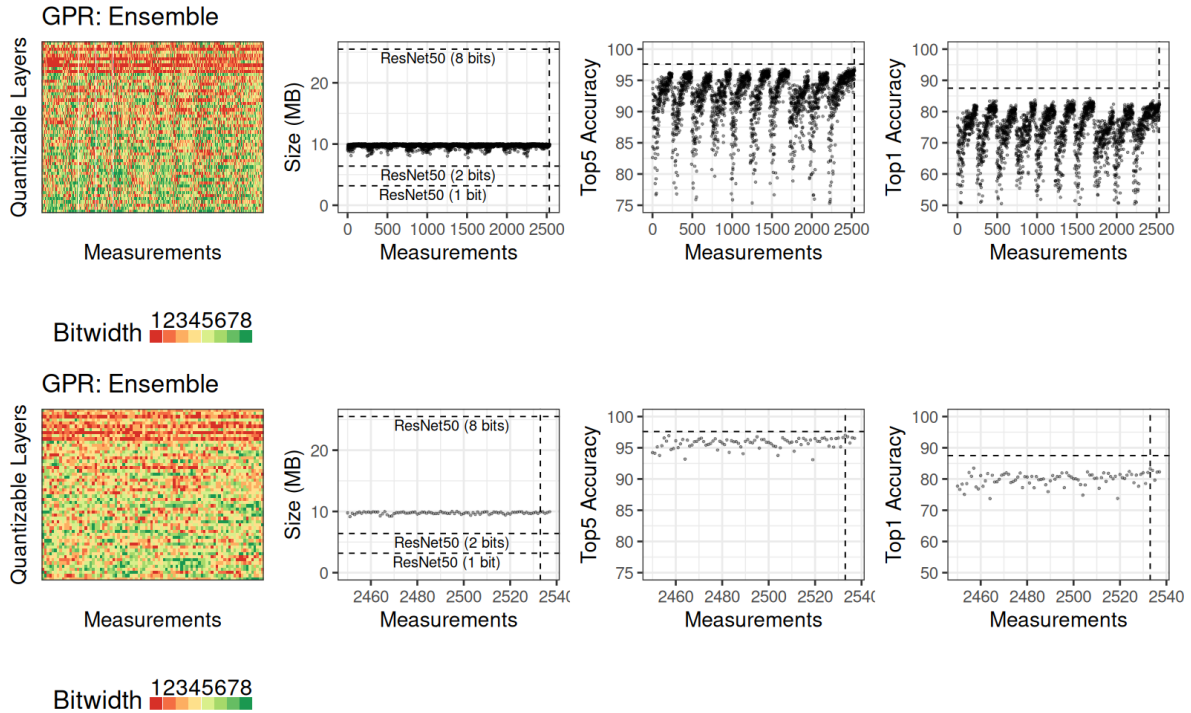 GPR: Ensemble
Quantizable Layers
Measurements
Bitwidth 12345678
Size (MB)
20
10
0
ResNet50 (8 bits)
ResNet50 (2 bits)
ResNet50 (1 bit)
0 500 1000 1500 2000 2500
Measurements
Top5 Accuracy
100
95
90
85
80
75
0 500 1000 1500 2000 2500
Measurements
Top1 Accuracy
100
90
80
70
60
50
0 500 1000 1500 2000 2500
Measurements
GPR: Ensemble
Quantizable Layers
Measurements
Bitwidth 12345678
Size (MB)
20
10
0
ResNet50 (8 bits)
ResNet50 (2 bits)
ResNet50 (1 bit)
2460 2480 2500 2520 2540
Measurements
Top5 Accuracy
100
95
90
85
80
75
2460 2480 2500 2520 2540
Measurements
Top1 Accuracy
100
90
80
70
60
50
2460 2480 2500 2520 2540
Measurements